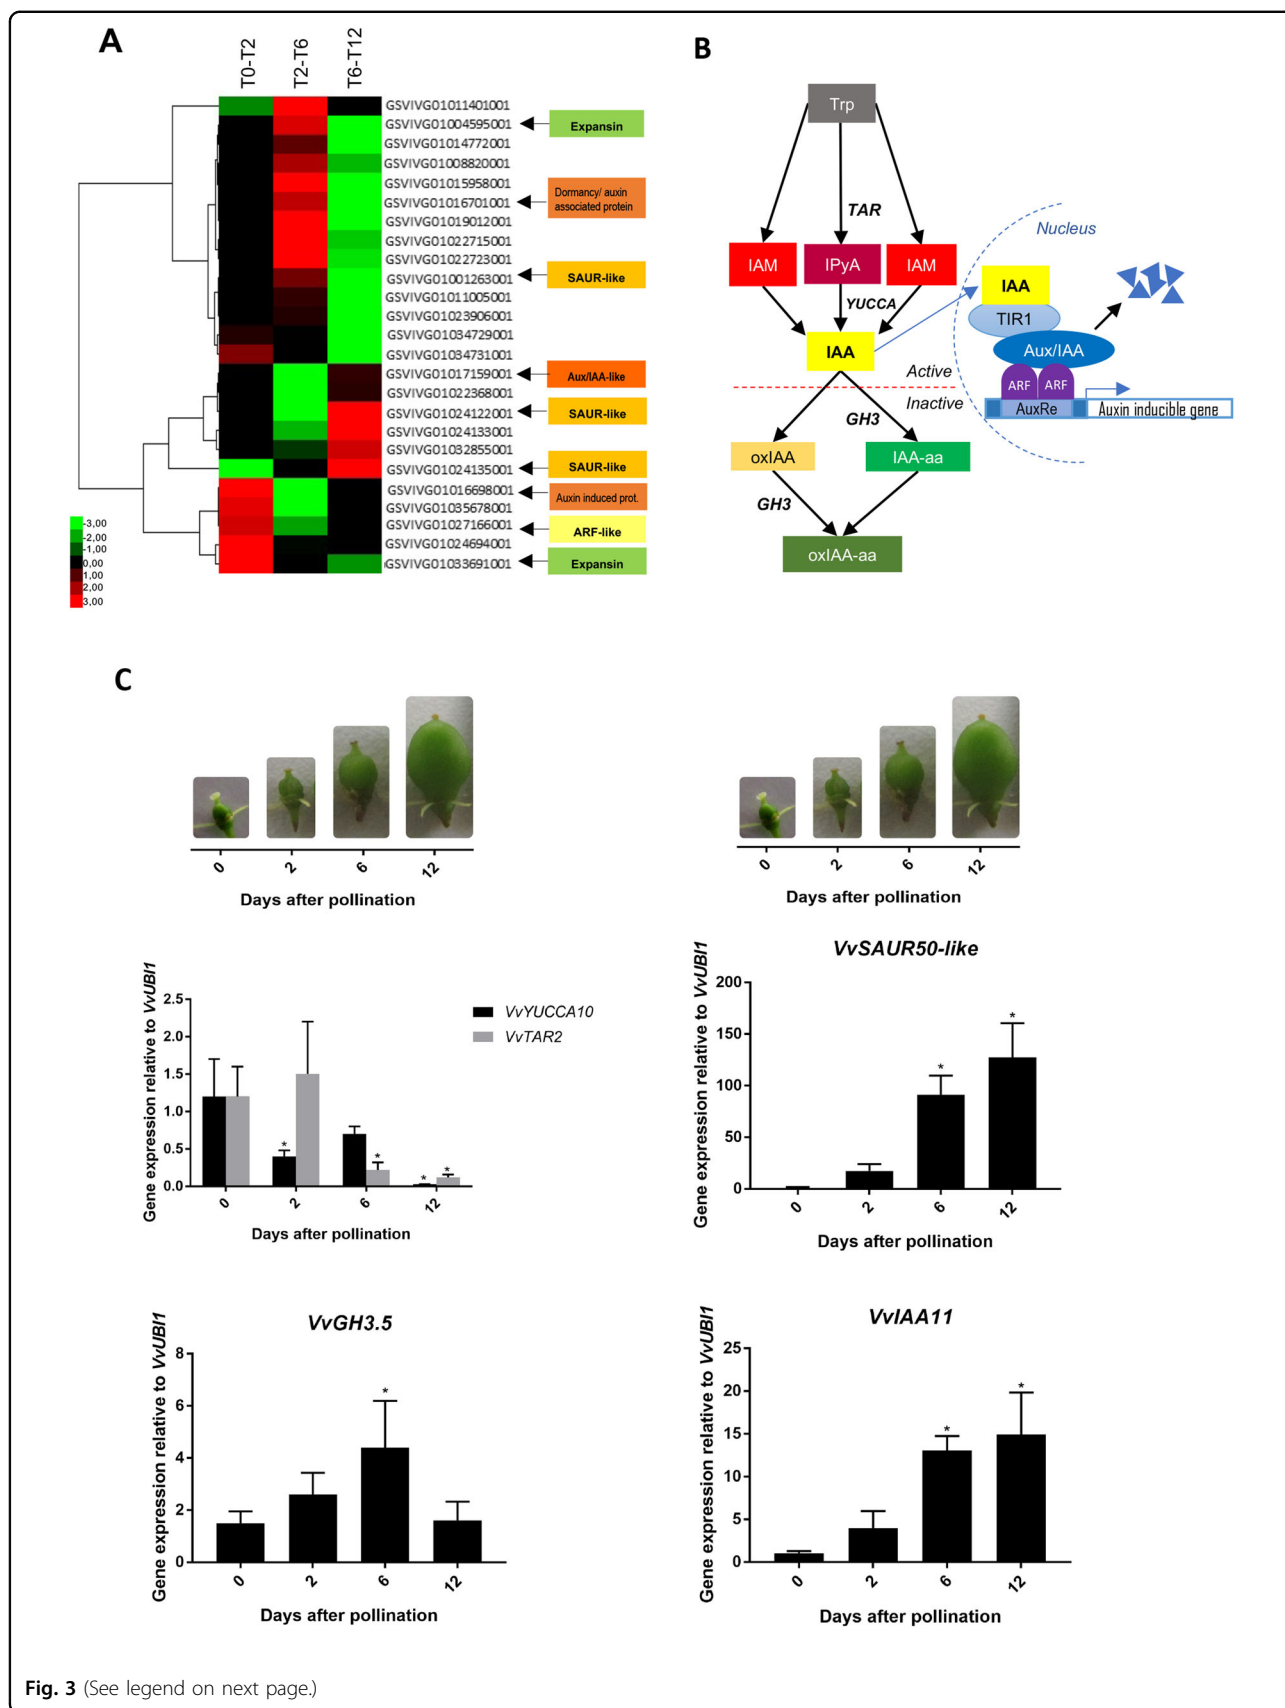 A
T0-T2
T2-T6
T6-T12
GSVIVG01011401001
GSVIVG01004595001
Expansin
GSVIVG01014772001
GSVIVG01008820001
GSVIVG01015958001
GSVIVG01016701001
Dormancy/ auxin
associated protein
GSVIVG01019012001
GSVIVG01022715001
GSVIVG01022723001
GSVIVG01001263001
SAUR-like
GSVIVG01011005001
GSVIVG01023906001
GSVIVG01034729001
GSVIVG01034731001
GSVIVG01017159001
Aux/IAA-like
GSVIVG01022368001
GSVIVG01024122001
SAUR-like
GSVIVG01024133001
GSVIVG01032855001
GSVIVG01024135001
SAUR-like
GSVIVG01016698001
Auxin induced prot.
GSVIVG01035678001
GSVIVG01027166001
ARF-like
GSVIVG01024694001
GSVIVG01033691001
Expansin
-3,00
-2,00
-1,00
0,00
1,00
2,00
3,00
B
Trp
TAR
IAM
IPyA
IAM
YUCCA
IAA
Active
Inactive
GH3
oxIAA
IAA-aa
GH3
oxIAA-aa
Nucleus
IAA
TIR1
Aux/IAA
ARF
ARF
AuxRe
Auxin inducible gene
C
0
2
6
12
Days after pollination
0
2
6
12
Days after pollination
Gene expression relative to VvUBI1
2.5
2.0
1.5
1.0
0.5
0.0
*
*
*
*
0
2
6
12
Days after pollination
VvYUCCA10
VvTAR2
VvSAUR50-like
Gene expression relative to VvUBI1
200
150
100
50
0
*
*
0
2
6
12
Days after pollination
VvGH3.5
Gene expression relative to VvUBI1
8
6
4
2
0
*
0
2
6
12
Days after pollination
VvIAA11
Gene expression relative to VvUBI1
25
20
15
10
5
0
*
*
0
2
6
12
Days after pollination
Fig. 3 (See legend on next page.)